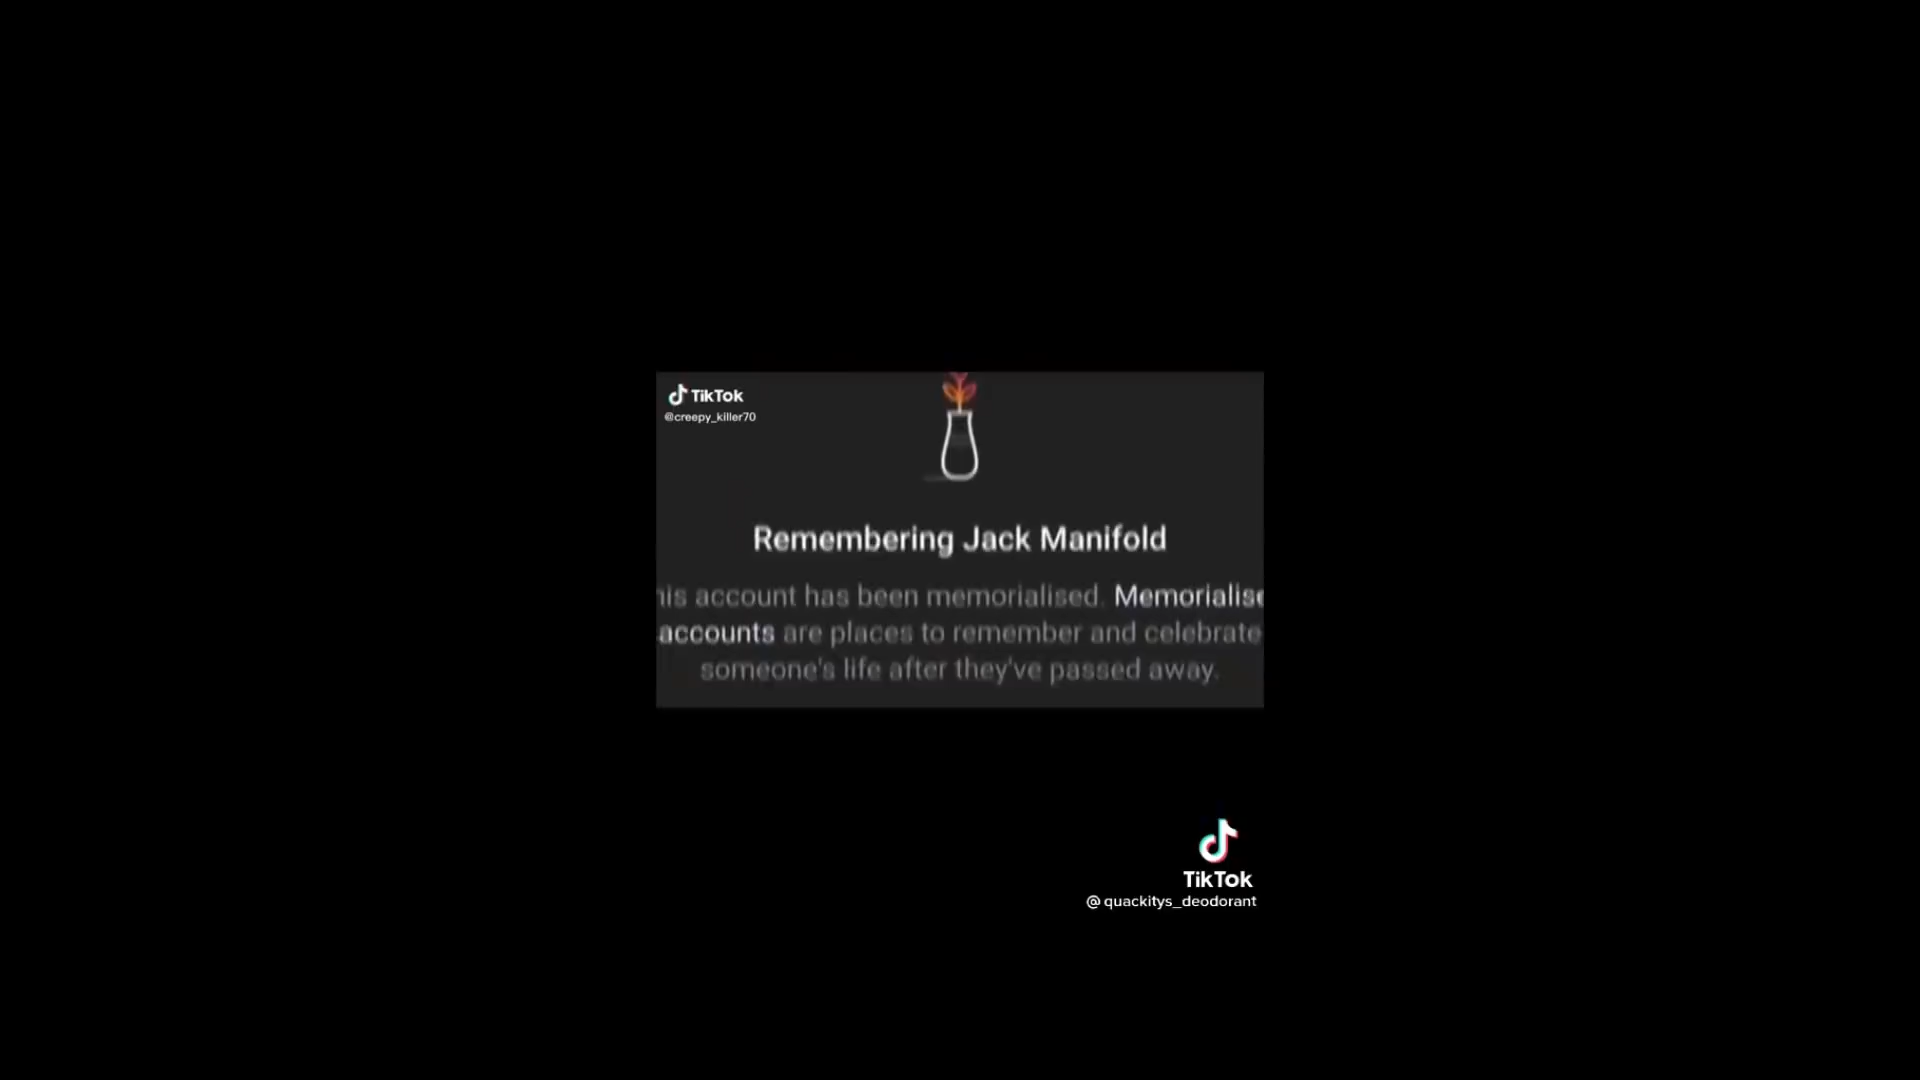 TikTok
@creepy_killer70
Remembering Jack Manifold
his account has been memorialised. Memorialise
accounts are places to remember and celebrate
someone's life after they've passed away.
TikTok
@quackitys_deodorant